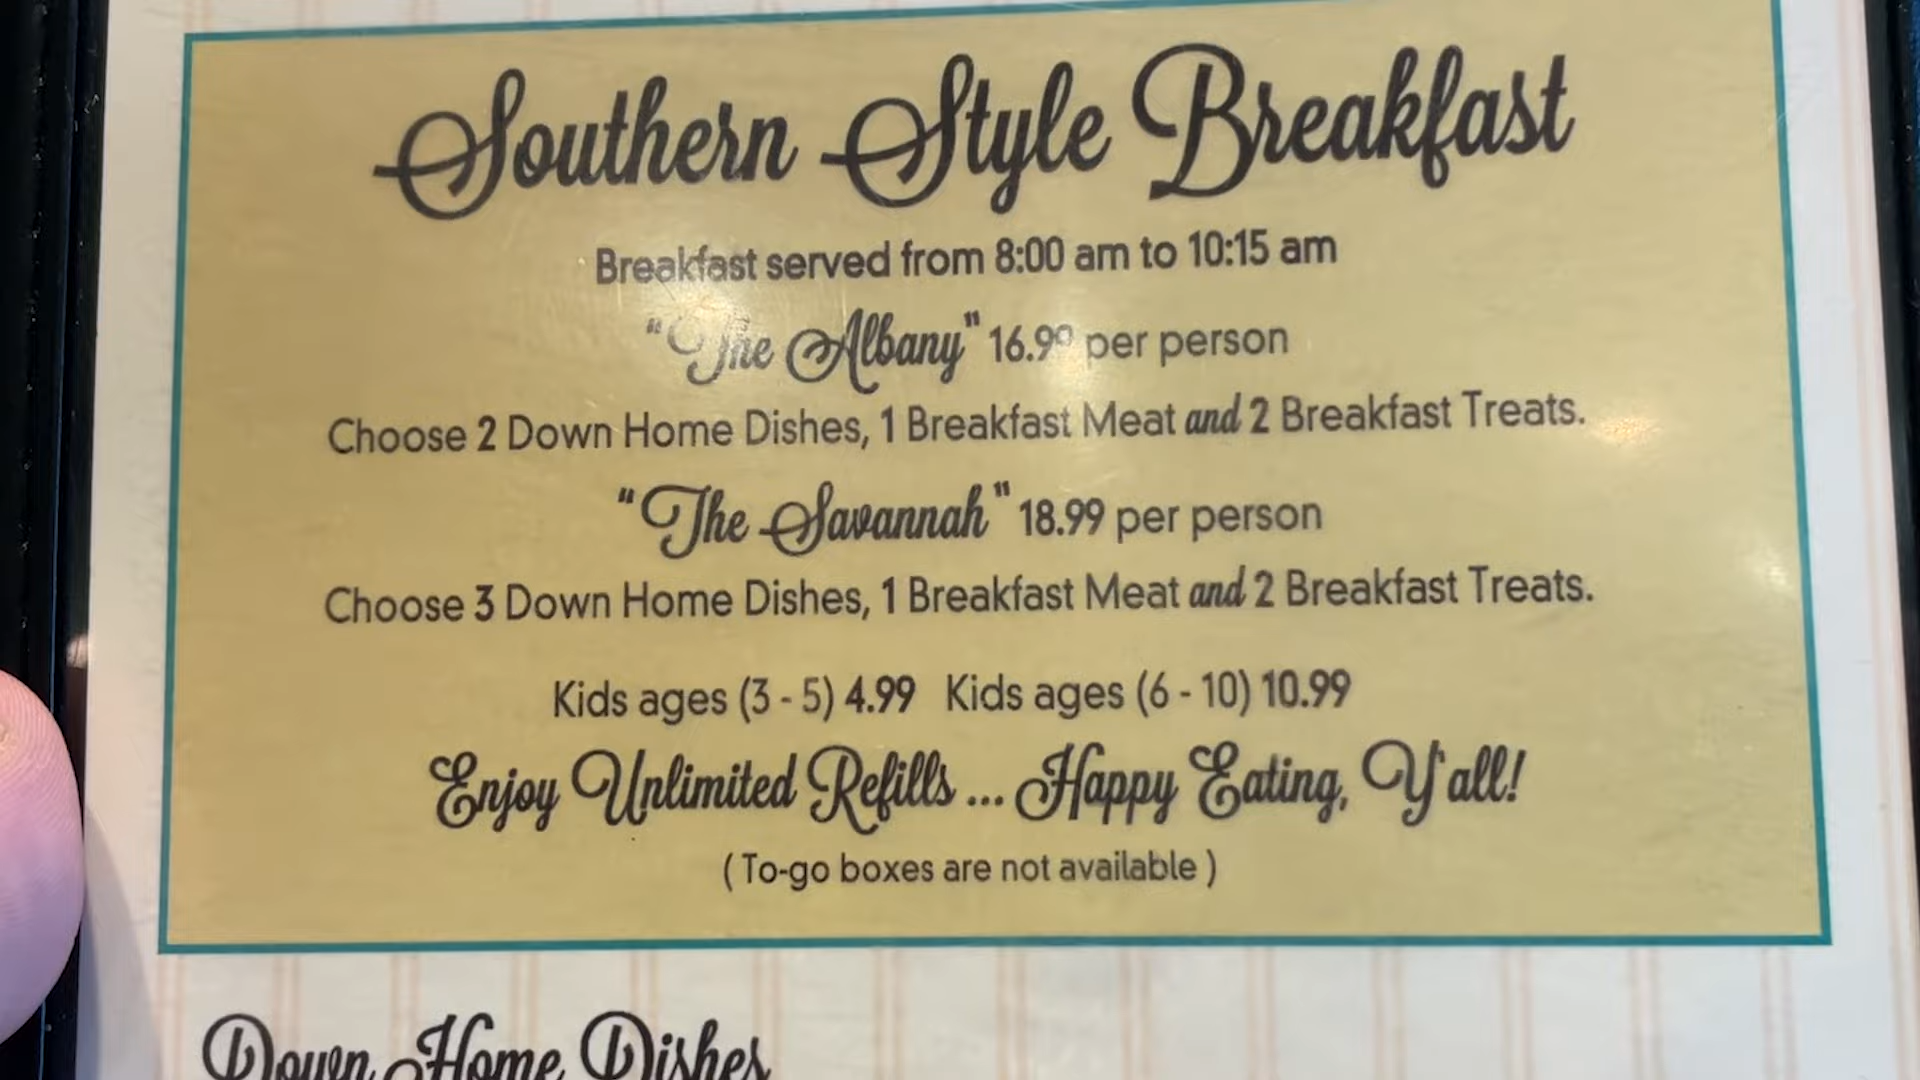 Southern Style Breakfast
Breakfast served from 8:00 am to 10:15 am
"The Albany" 16.99 per person
Choose 2 Down Home Dishes, 1 Breakfast Meat and 2 Breakfast Treats.
"The Savannah" 18.99 per person
Choose 3 Down Home Dishes, 1 Breakfast Meat and 2 Breakfast Treats.
Kids ages (3 - 5) 4.99 Kids ages (6 - 10) 10.99
Enjoy Unlimited Refills ... Happy Eating, Y'all!
( To-go boxes are not available )
Down Home Dishes